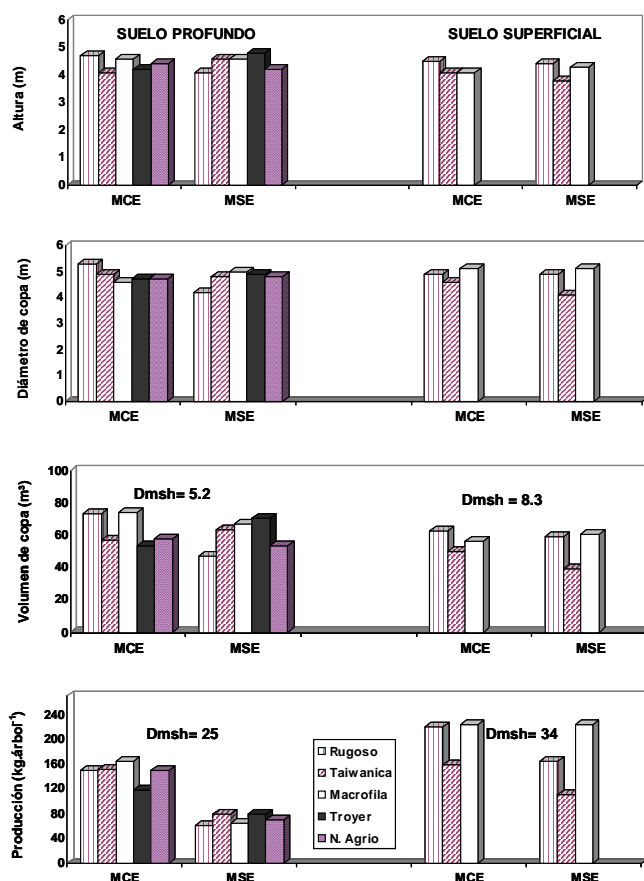 SUELO PROFUNDO
SUELO SUPERFICIAL
Altura (m)
6
5
4
3
2
1
0
MCE
MSE
MCE
MSE
Diámetro de copa (m)
6
5
4
3
2
1
0
MCE
MSE
MCE
MSE
Volumen de copa (m³)
100
80
60
40
20
0
Dmsh= 5.2
Dmsh = 8.3
MCE
MSE
MCE
MSE
Producción (kg.árbol⁻¹)
240
200
160
120
80
40
0
Dmsh= 25
Dmsh= 34
Rugoso
Taiwanica
Macrofila
Troyer
N. Agrio
MCE
MSE
MCE
MSE